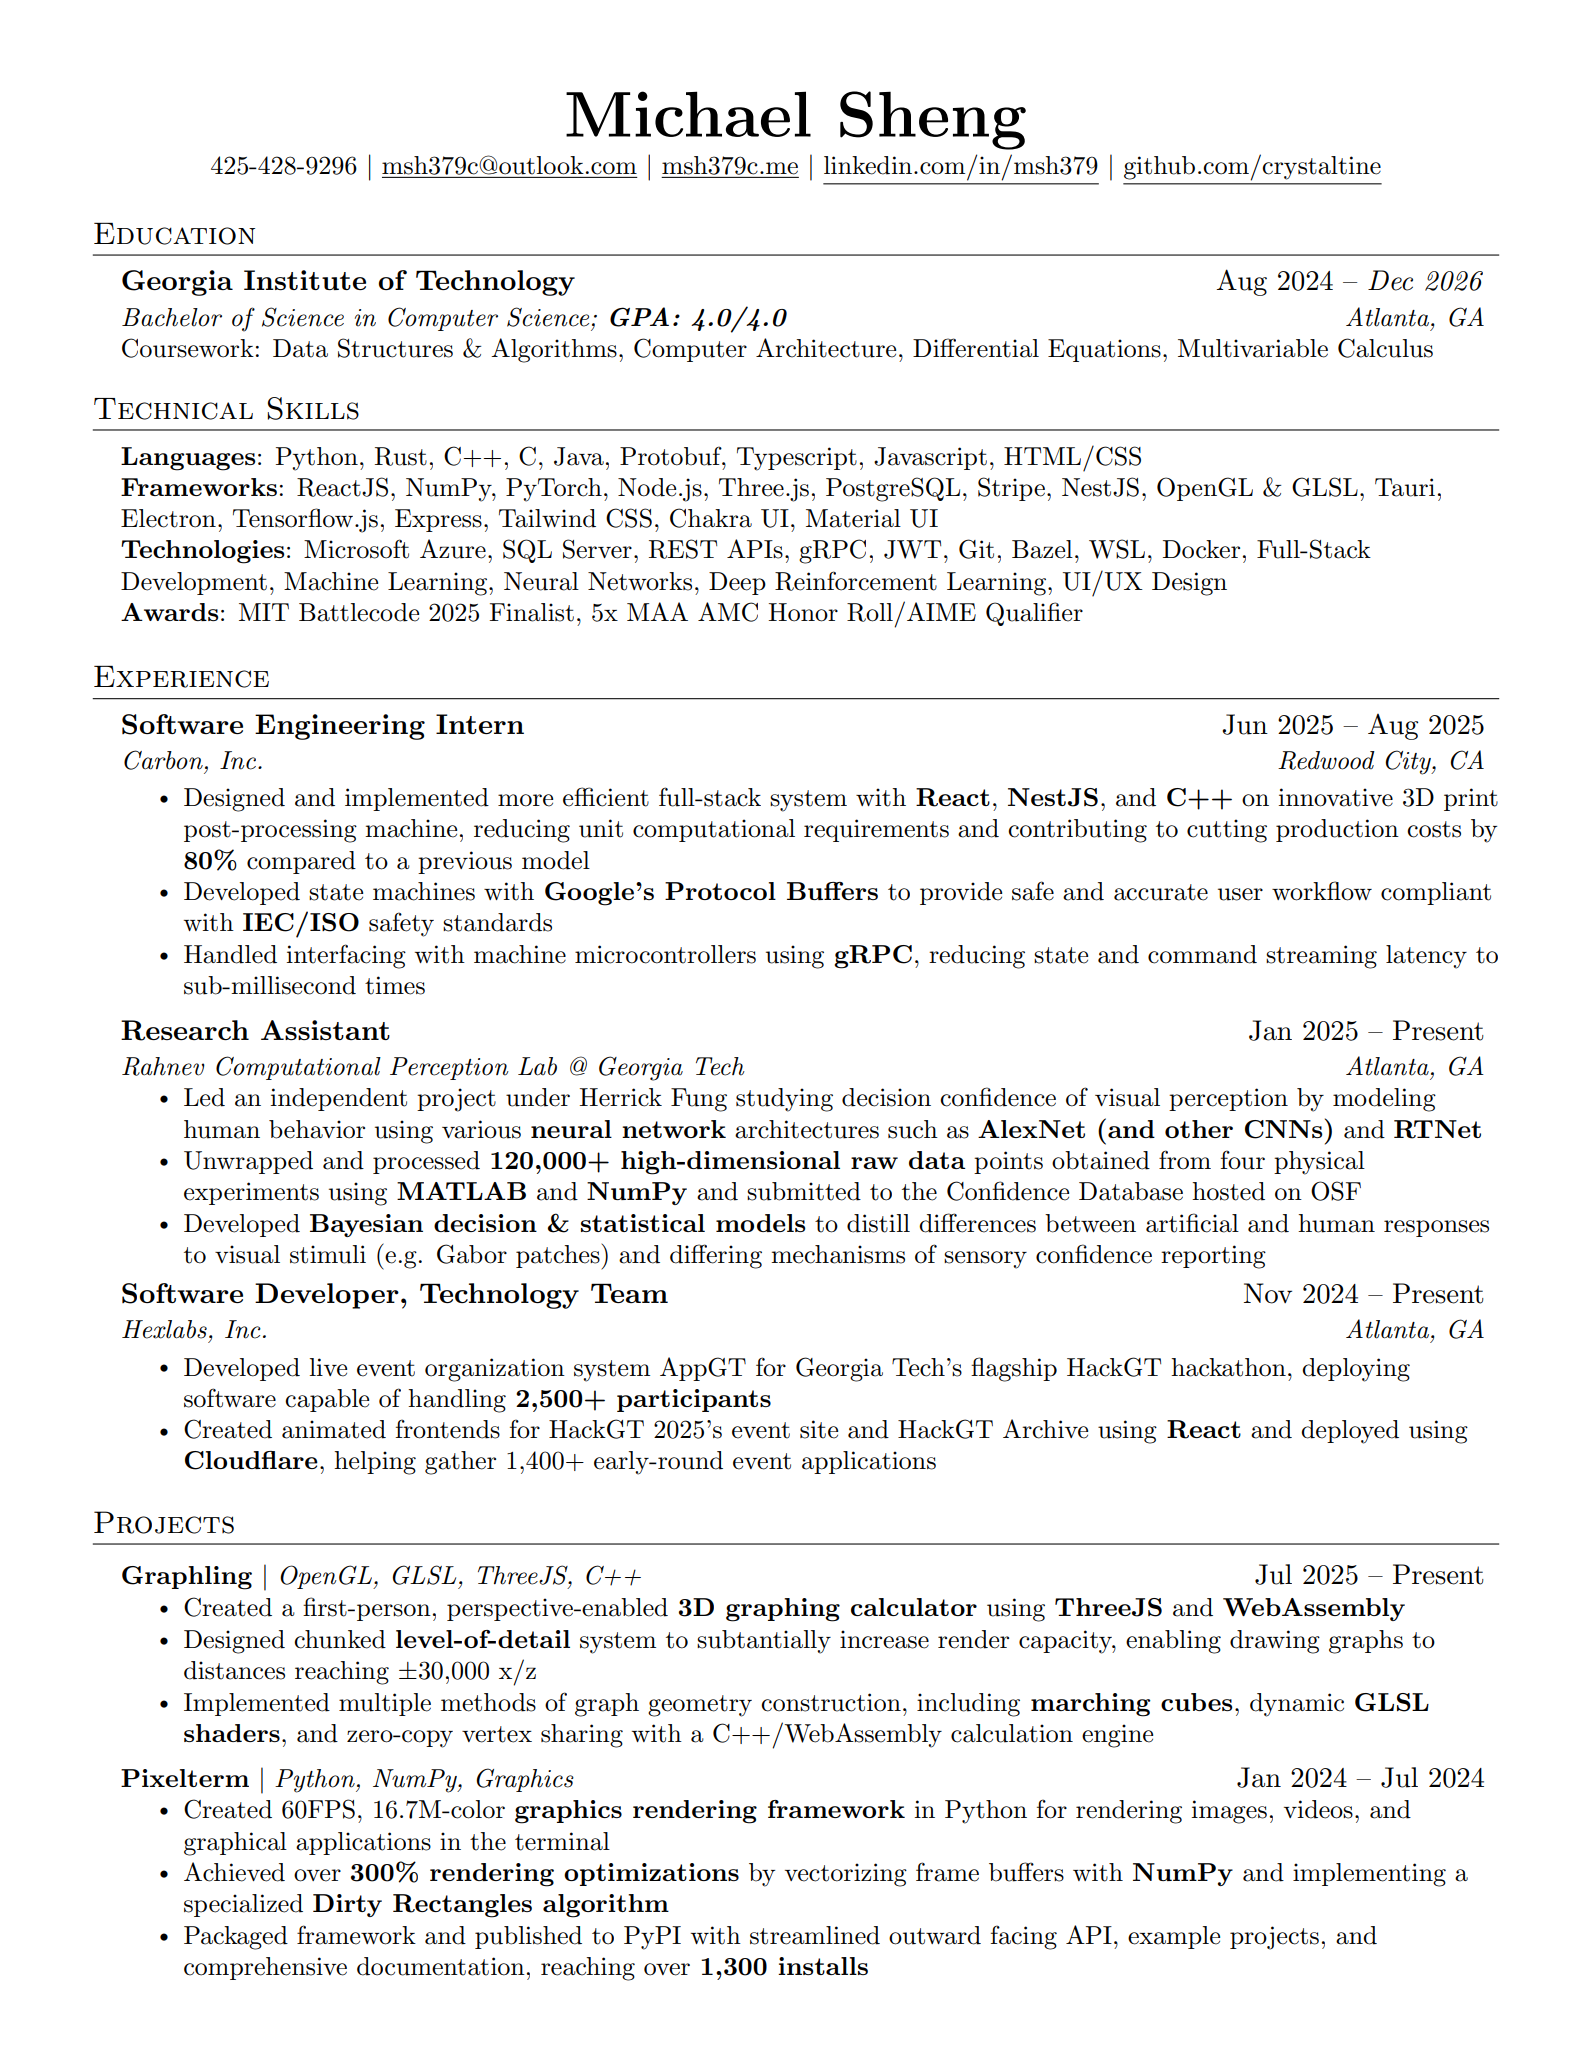 Michael Sheng
425-428-9296 | msh379c@outlook.com | msh379c.me | linkedin.com/in/msh379 | github.com/crystaltine
Education
Georgia Institute of Technology Aug 2024 – Dec 2026
Bachelor of Science in Computer Science; GPA: 4.0/4.0 Atlanta, GA
Coursework: Data Structures & Algorithms, Computer Architecture, Differential Equations, Multivariable Calculus
Technical Skills
Languages: Python, Rust, C++, C, Java, Protobuf, Typescript, Javascript, HTML/CSS
Frameworks: ReactJS, NumPy, PyTorch, Node.js, Three.js, PostgreSQL, Stripe, NestJS, OpenGL & GLSL, Tauri,
Electron, Tensorflow.js, Express, Tailwind CSS, Chakra UI, Material UI
Technologies: Microsoft Azure, SQL Server, REST APIs, gRPC, JWT, Git, Bazel, WSL, Docker, Full-Stack
Development, Machine Learning, Neural Networks, Deep Reinforcement Learning, UI/UX Design
Awards: MIT Battlecode 2025 Finalist, 5x MAA AMC Honor Roll/AIME Qualifier
Experience
Software Engineering Intern Jun 2025 – Aug 2025
Carbon, Inc. Redwood City, CA
• Designed and implemented more efficient full-stack system with React, NestJS, and C++ on innovative 3D print
post-processing machine, reducing unit computational requirements and contributing to cutting production costs by
80% compared to a previous model
• Developed state machines with Google's Protocol Buffers to provide safe and accurate user workflow compliant
with IEC/ISO safety standards
• Handled interfacing with machine microcontrollers using gRPC, reducing state and command streaming latency to
sub-millisecond times
Research Assistant Jan 2025 – Present
Rahnev Computational Perception Lab @ Georgia Tech Atlanta, GA
• Led an independent project under Herrick Fung studying decision confidence of visual perception by modeling
human behavior using various neural network architectures such as AlexNet (and other CNNs) and RTNet
• Unwrapped and processed 120,000+ high-dimensional raw data points obtained from four physical
experiments using MATLAB and NumPy and submitted to the Confidence Database hosted on OSF
• Developed Bayesian decision & statistical models to distill differences between artificial and human responses
to visual stimuli (e.g. Gabor patches) and differing mechanisms of sensory confidence reporting
Software Developer, Technology Team Nov 2024 – Present
Hexlabs, Inc. Atlanta, GA
• Developed live event organization system AppGT for Georgia Tech's flagship HackGT hackathon, deploying
software capable of handling 2,500+ participants
• Created animated frontends for HackGT 2025's event site and HackGT Archive using React and deployed using
Cloudflare, helping gather 1,400+ early-round event applications
Projects
Graphling | OpenGL, GLSL, ThreeJS, C++ Jul 2025 – Present
• Created a first-person, perspective-enabled 3D graphing calculator using ThreeJS and WebAssembly
• Designed chunked level-of-detail system to subtantially increase render capacity, enabling drawing graphs to
distances reaching ±30,000 x/z
• Implemented multiple methods of graph geometry construction, including marching cubes, dynamic GLSL
shaders, and zero-copy vertex sharing with a C++/WebAssembly calculation engine
Pixelterm | Python, NumPy, Graphics Jan 2024 – Jul 2024
• Created 60FPS, 16.7M-color graphics rendering framework in Python for rendering images, videos, and
graphical applications in the terminal
• Achieved over 300% rendering optimizations by vectorizing frame buffers with NumPy and implementing a
specialized Dirty Rectangles algorithm
• Packaged framework and published to PyPI with streamlined outward facing API, example projects, and
comprehensive documentation, reaching over 1,300 installs